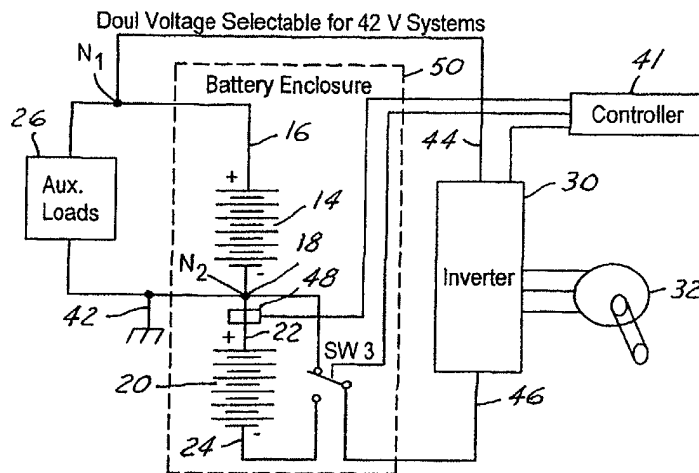 Doul Voltage Selectable for 42 V Systems
N1
50
41
Battery Enclosure
Controller
26
16
44
30
Aux.
Loads
+
14
18
N2
-
48
Inverter
32
42
+
22
SW 3
20
46
24
-